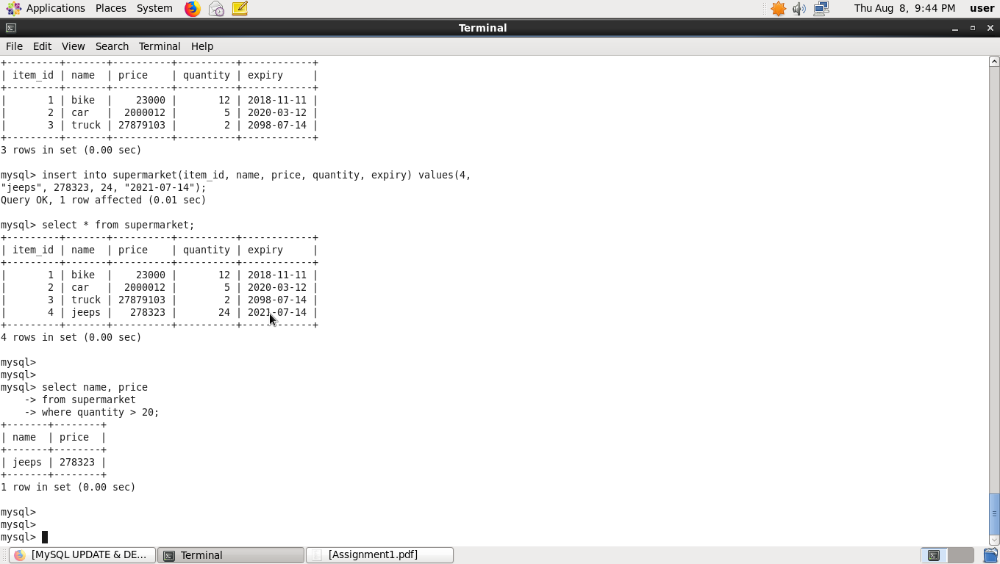 Applications Places System Thu Aug 8, 9:44 PM user
Terminal
File Edit View Search Terminal Help
+---------+-------+----------+----------+------------+
| item_id | name  | price    | quantity | expiry     |
+---------+-------+----------+----------+------------+
|       1 | bike  |    23000 |       12 | 2018-11-11 |
|       2 | car   |  2000012 |        5 | 2020-03-12 |
|       3 | truck | 27879103 |        2 | 2098-07-14 |
+---------+-------+----------+----------+------------+
3 rows in set (0.00 sec)
mysql> insert into supermarket(item_id, name, price, quantity, expiry) values(4,
"jeeps", 278323, 24, "2021-07-14");
Query OK, 1 row affected (0.01 sec)
mysql> select * from supermarket;
+---------+-------+----------+----------+------------+
| item_id | name  | price    | quantity | expiry     |
+---------+-------+----------+----------+------------+
|       1 | bike  |    23000 |       12 | 2018-11-11 |
|       2 | car   |  2000012 |        5 | 2020-03-12 |
|       3 | truck | 27879103 |        2 | 2098-07-14 |
|       4 | jeeps |   278323 |       24 | 2021-07-14 |
+---------+-------+----------+----------+------------+
4 rows in set (0.00 sec)
mysql>
mysql>
mysql> select name, price
    -> from supermarket
    -> where quantity > 20;
+-------+--------+
| name  | price  |
+-------+--------+
| jeeps | 278323 |
+-------+--------+
1 row in set (0.00 sec)
mysql>
mysql>
mysql>
[MySQL UPDATE & DE... Terminal [Assignment1.pdf]